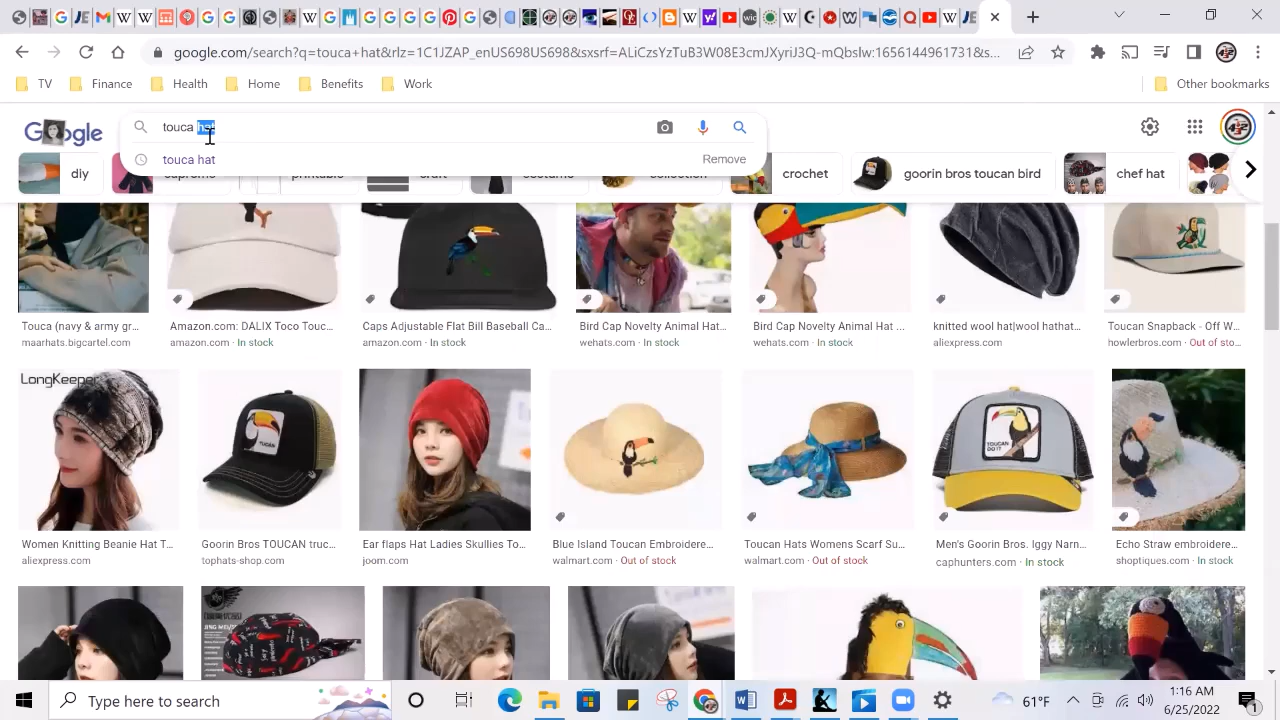 google.com/search?q=touca+hat&rlz=1C1JZAP_enUS698US698&sxsrf=ALiCzsYzTuB3W08E3cmJXyriJ3Q-mQbslw:1656144961731&s...
TV Finance Health Home Benefits Work Other bookmarks
Google touca hat
touca hat Remove
diy supreme printable craft costume collection crochet goorin bros toucan bird chef hat
Touca (navy & army gr... Amazon.com: DALIX Toco Touc... Caps Adjustable Flat Bill Baseball Ca... Bird Cap Novelty Animal Hat... Bird Cap Novelty Animal Hat ... knitted wool hat|wool hathat... Toucan Snapback - Off W...
maarhats.bigcartel.com amazon.com · In stock amazon.com · In stock wehats.com · In stock wehats.com · In stock aliexpress.com howlerbros.com · Out of sto...
LongKeeper
TOUCAN
TOUCAN DO IT
Women Knitting Beanie Hat T... Goorin Bros TOUCAN truc... Ear flaps Hat Ladies Skullies To... Blue Island Toucan Embroidere... Toucan Hats Womens Scarf Su... Men's Goorin Bros. Iggy Narn... Echo Straw embroidere...
aliexpress.com tophats-shop.com joom.com walmart.com · Out of stock walmart.com · Out of stock caphunters.com · In stock shoptiques.com · In stock
Type here to search 61°F 1:16 AM
6/25/2022